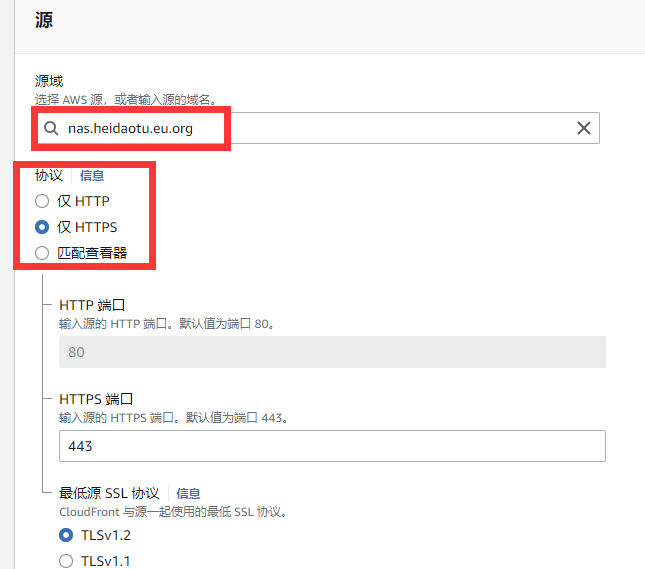 源
源域
选择 AWS 源，或者输入源的域名。
nas.heidaotu.eu.org
协议 信息
仅 HTTP
仅 HTTPS
匹配查看器
HTTP 端口
输入源的 HTTP 端口。默认值为端口 80。
80
HTTPS 端口
输入源的 HTTPS 端口。默认值为端口 443。
443
最低源 SSL 协议 信息
CloudFront 与源一起使用的最低 SSL 协议。
TLSv1.2
TLSv1.1